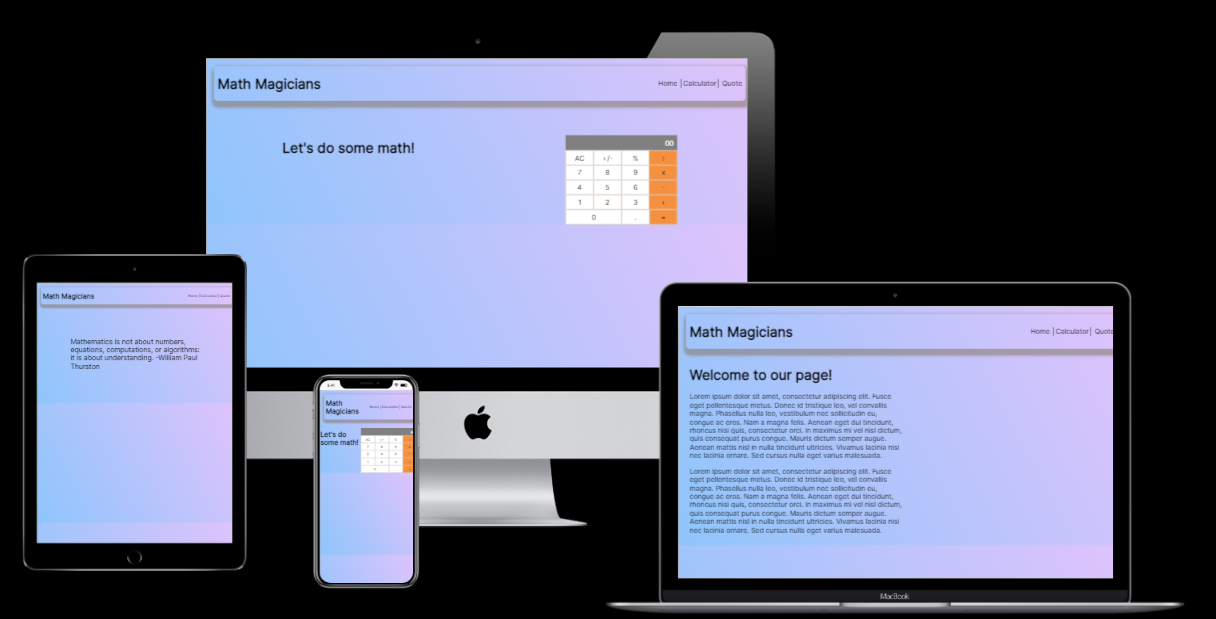 Math Magicians
Home | Calculator | Quote
Let's do some math!
00
AC +/- % ÷
7 8 9 x
4 5 6 -
1 2 3 +
0 . =
Math Magicians
Home | Calculator | Quote
Mathematics is not about numbers,
equations, computations, or algorithms:
it is about understanding. -William Paul
Thurston
Math
Magicians
Home | Calculator | Quote
Let's do
some math!
Math Magicians
Home | Calculator | Quote
Welcome to our page!
Lorem ipsum dolor sit amet, consectetur adipiscing elit. Fusce
eget pellentesque metus. Donec id tristique leo, vel convallis
magna. Phasellus nulla leo, vestibulum nec sollicitudin eu,
congue ac eros. Nam a magna felis. Aenean eget dui tincidunt,
rhoncus nisi quis, consectetur orci. In maximus mi vel nisl dictum,
quis consequat purus congue. Mauris dictum semper augue.
Aenean mattis nisl in nulla tincidunt ultricies. Vivamus lacinia nisl
nec lacinia ornare. Sed cursus nulla eget varius malesuada.
Lorem ipsum dolor sit amet, consectetur adipiscing elit. Fusce
eget pellentesque metus. Donec id tristique leo, vel convallis
magna. Phasellus nulla leo, vestibulum nec sollicitudin eu,
congue ac eros. Nam a magna felis. Aenean eget dui tincidunt,
rhoncus nisi quis, consectetur orci. In maximus mi vel nisl dictum,
quis consequat purus congue. Mauris dictum semper augue.
Aenean mattis nisl in nulla tincidunt ultricies. Vivamus lacinia nisl
nec lacinia ornare. Sed cursus nulla eget varius malesuada.
MacBook